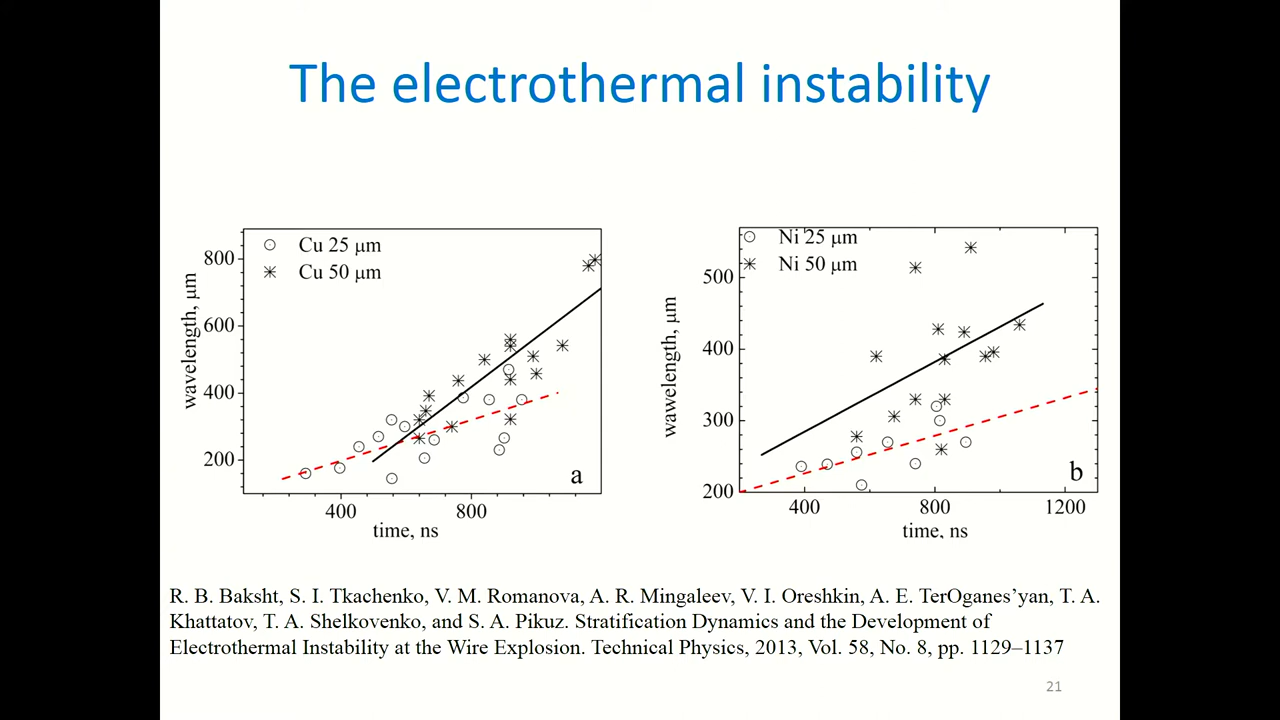 The electrothermal instability
Cu 25 μm
Cu 50 μm
800
600
400
200
wavelength, μm
a
400
800
time, ns
Ni 25 μm
Ni 50 μm
500
400
300
200
wawelength, μm
b
400
800
1200
time, ns
R. B. Baksht, S. I. Tkachenko, V. M. Romanova, A. R. Mingaleev, V. I. Oreshkin, A. E. TerOganes’yan, T. A.
Khattatov, T. A. Shelkovenko, and S. A. Pikuz. Stratification Dynamics and the Development of
Electrothermal Instability at the Wire Explosion. Technical Physics, 2013, Vol. 58, No. 8, pp. 1129–1137
21